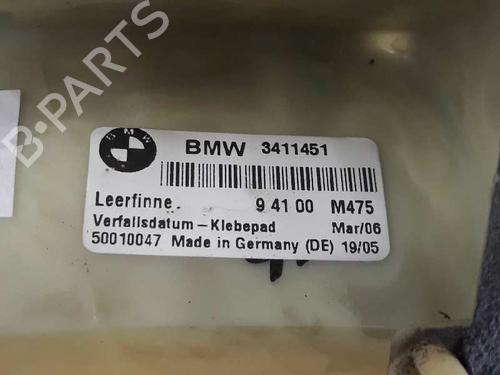 B-PARTS
BMW
BMW 3411451
Leerfinne 9 41 00 M475
Verfallsdatum-Klebepad Mar/06
50010047 Made in Germany (DE) 19/05